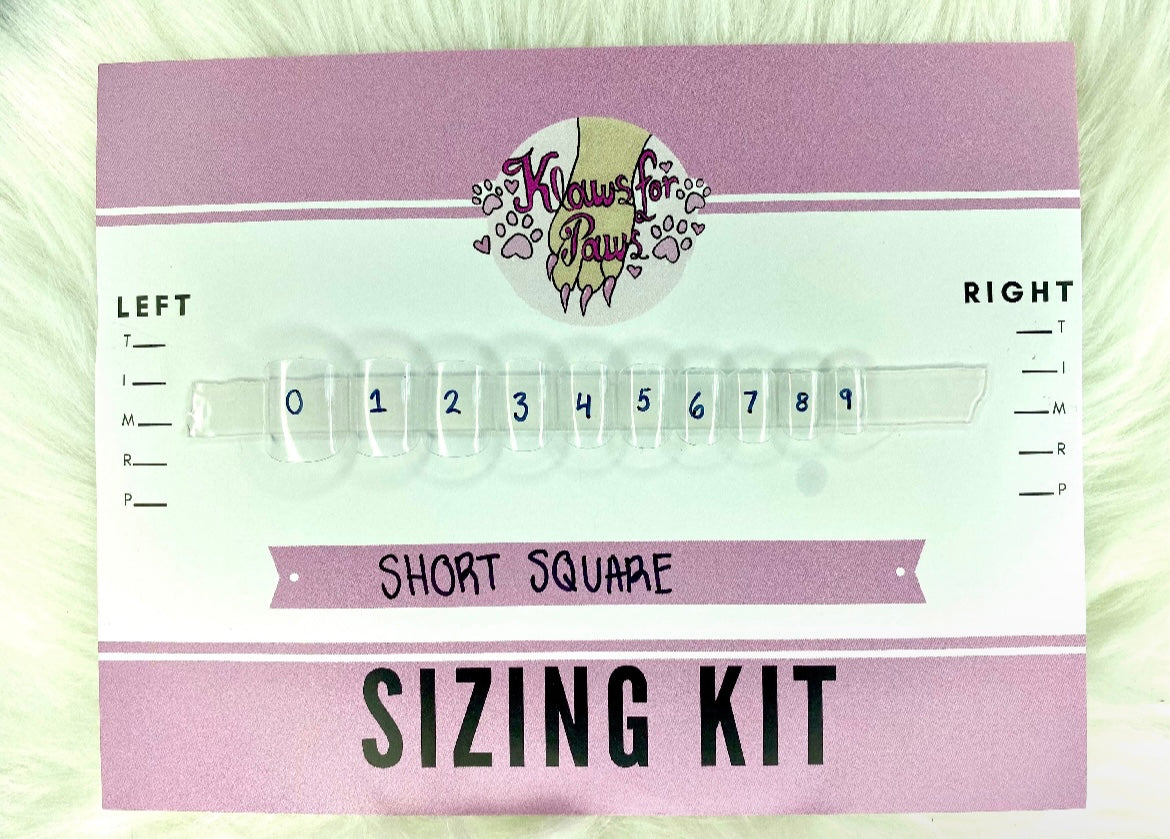 Klaws for
Paws
LEFT
T
I
M
R
P
RIGHT
T
I
M
R
P
0 1 2 3 4 5 6 7 8 9
SHORT SQUARE
SIZING KIT